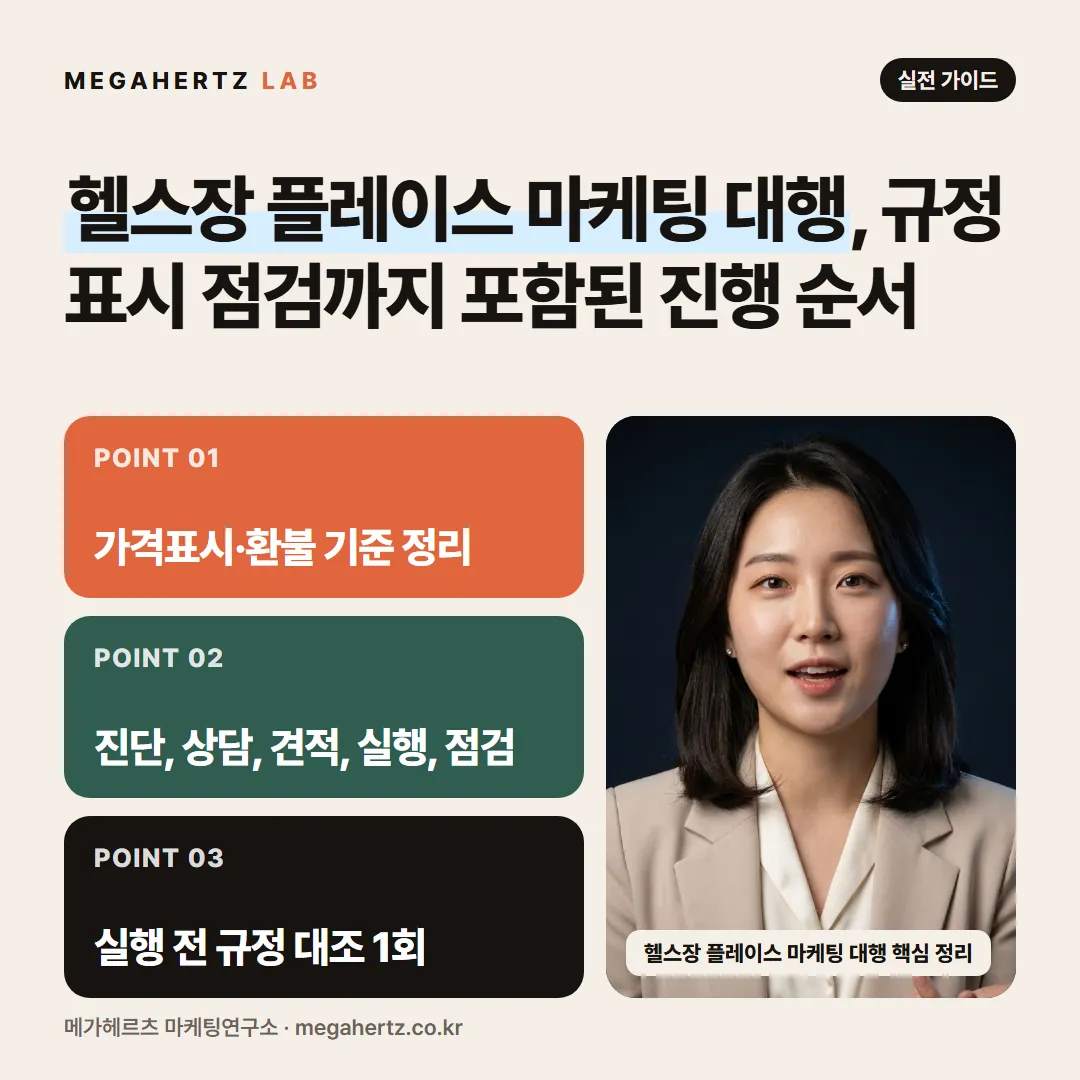 MEGAHERTZ LAB
실전 가이드
헬스장 플레이스 마케팅 대행, 규정
표시 점검까지 포함된 진행 순서
POINT 01
가격표시·환불 기준 정리
POINT 02
진단, 상담, 견적, 실행, 점검
POINT 03
실행 전 규정 대조 1회
헬스장 플레이스 마케팅 대행 핵심 정리
메가헤르츠 마케팅연구소 · megahertz.co.kr